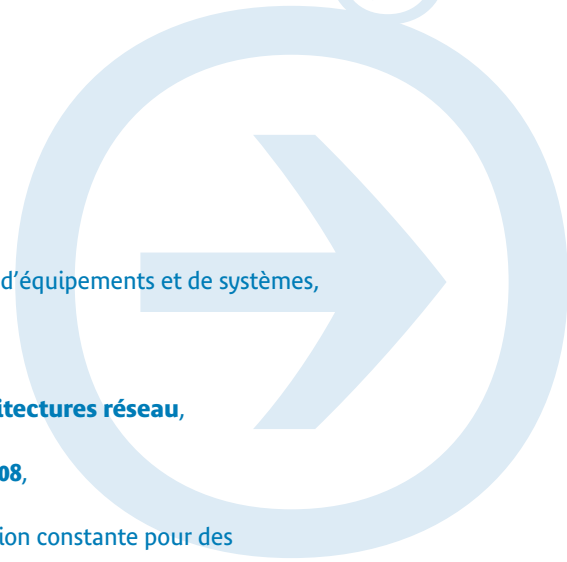 d’équipements et de systèmes,
itectures réseau,
08,
ion constante pour des